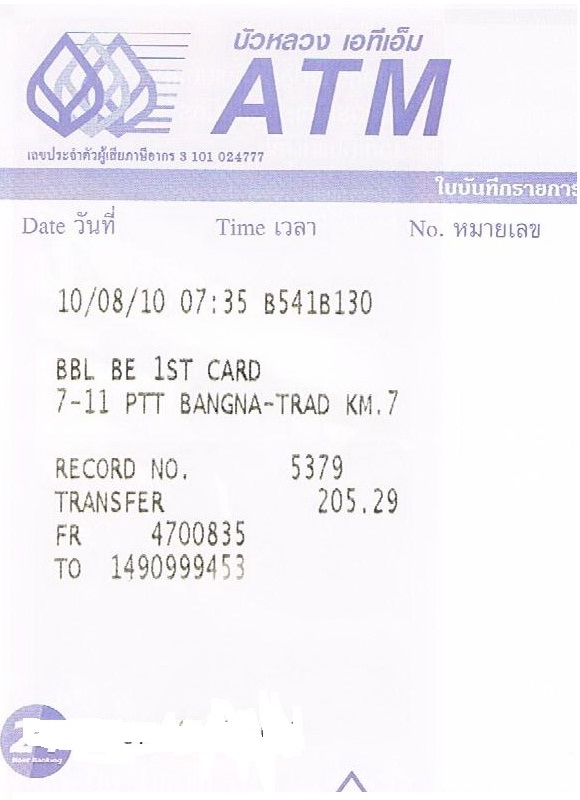 บัวหลวง เอทีเอ็ม
ATM
เลขประจำตัวผู้เสียภาษีอากร 3 101 024777
ใบบันทึกรายการ
Date วันที่ Time เวลา No. หมายเลข
10/08/10 07:35 B541B130
BBL BE 1ST CARD
7-11 PTT BANGNA-TRAD KM.7
RECORD NO. 5379
TRANSFER 205.29
FR 4700835
TO 1490999453